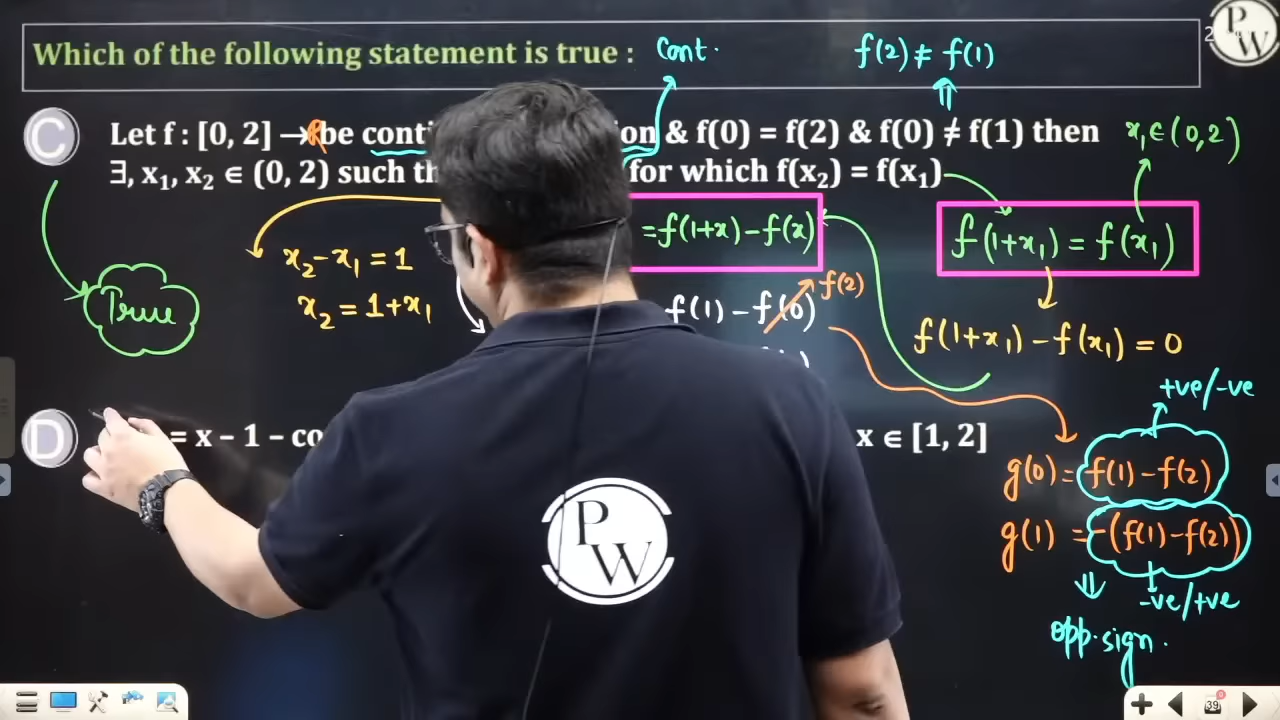 Which of the following statement is true : Cont. f(2) ≠ f(1)
P
W
2
C Let f : [0, 2] → R be conti on & f(0) = f(2) & f(0) ≠ f(1) then
∃, x₁, x₂ ∈ (0, 2) such th for which f(x₂) = f(x₁)
x₁ ∈ (0,2)
True
x₂ - x₁ = 1
x₂ = 1+x₁
=f(1+x) - f(x)
f(1+x₁) = f(x₁)
f(1) - f(0) f(2)
f(1+x₁) - f(x₁) = 0
+ve/-ve
D = x – 1 – co x ∈ [1, 2]
g(0) = f(1) - f(2)
g(1) = -(f(1) - f(2))
-ve/+ve
opp. sign.
P
W
39